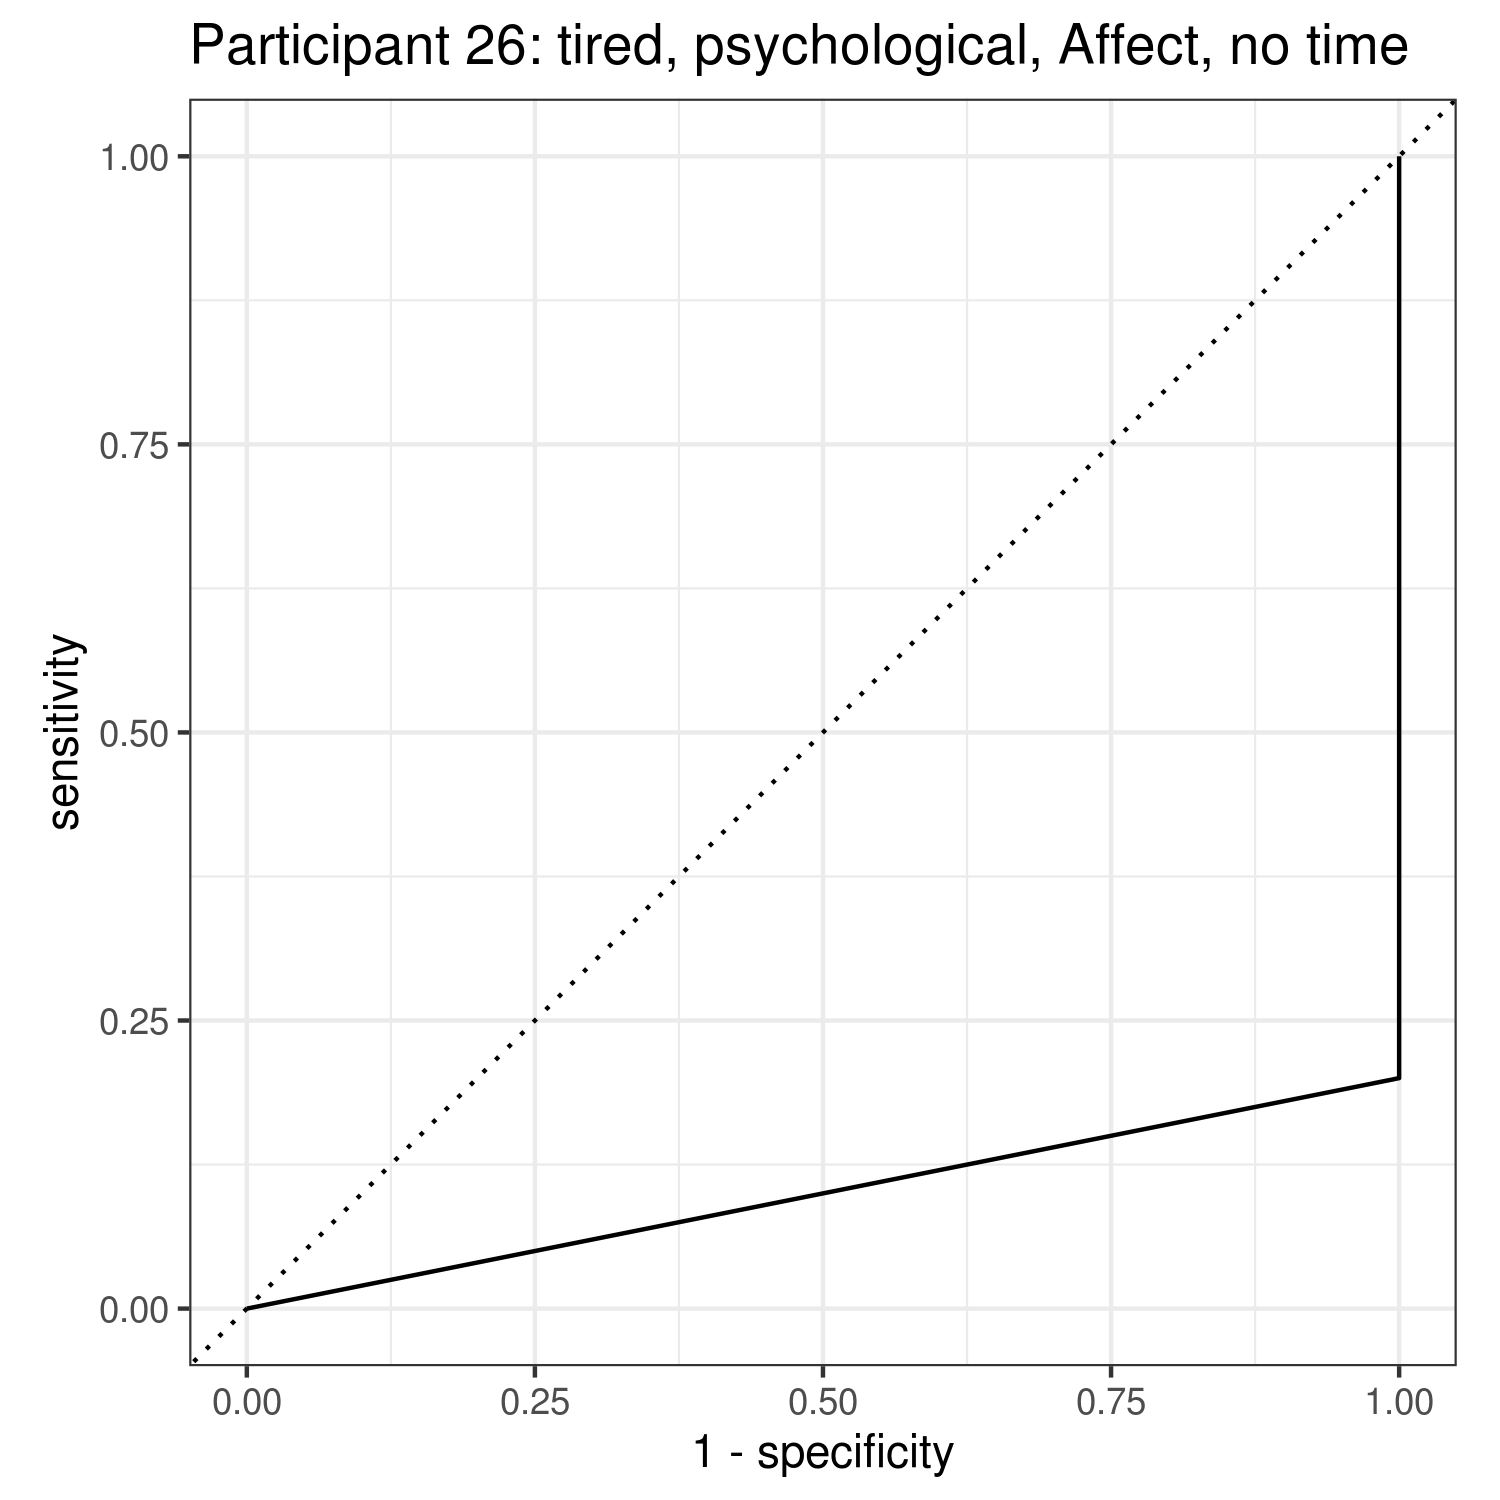 Participant 26: tired, psychological, Affect, no time
1.00
0.75
0.50
0.25
0.00
sensitivity
0.00 0.25 0.50 0.75 1.00
1 - specificity